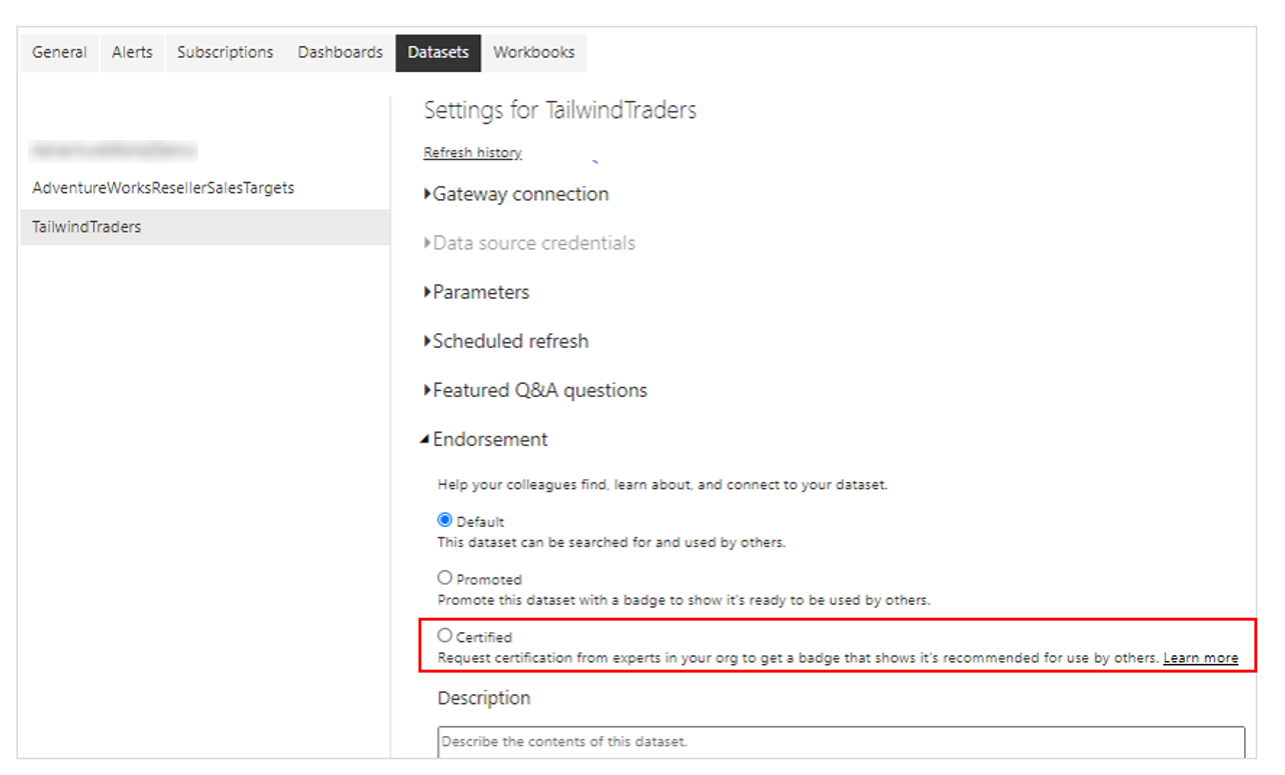 General Alerts Subscriptions Dashboards Datasets Workbooks
AdventureWorksResellerSalesTargets
TailwindTraders
Settings for TailwindTraders
Refresh history
Gateway connection
Data source credentials
Parameters
Scheduled refresh
Featured Q&A questions
Endorsement
Help your colleagues find, learn about, and connect to your dataset.
Default
This dataset can be searched for and used by others.
Promoted
Promote this dataset with a badge to show it's ready to be used by others.
Certified
Request certification from experts in your org to get a badge that shows it's recommended for use by others. Learn more
Description
Describe the contents of this dataset.